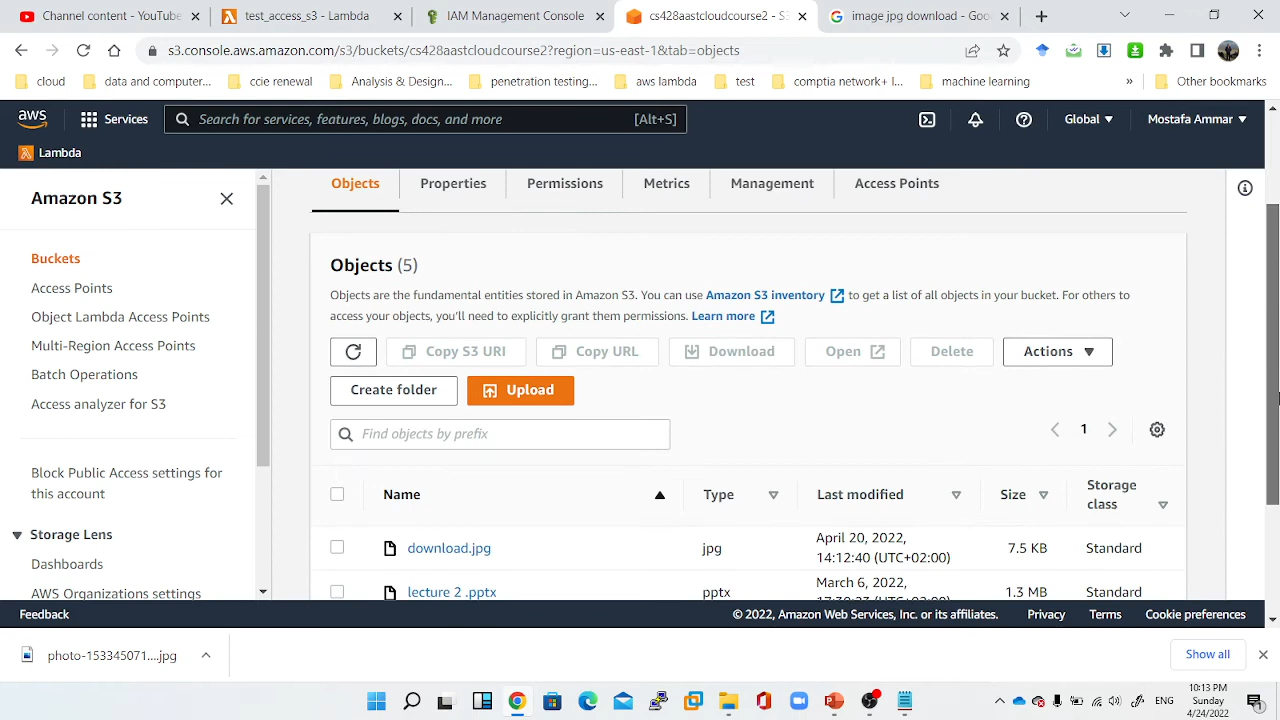 Content - YouTube
test_access_s3 - Lambda
IAM Management Console
cs428aastcloudcourse2 - S3
image jpg download - Goo
s3.console.aws.amazon.com/s3/buckets/cs428aastcloudcourse2?region=us-east-1&tab=objects
cloud
data and computer...
ccie renewal
Analysis & Design...
penetration testing...
aws lambda
test
comptia network+ l...
machine learning
»
Other bookmarks
aws
Services
Search for services, features, blogs, docs, and more
[Alt+S]
Global
Mostafa Ammar
Lambda
Amazon S3
Buckets
Access Points
Object Lambda Access Points
Multi-Region Access Points
Batch Operations
Access analyzer for S3
Block Public Access settings for
this account
Storage Lens
Dashboards
AWS Organizations settings
Objects
Properties
Permissions
Metrics
Management
Access Points
Objects (5)
Objects are the fundamental entities stored in Amazon S3. You can use Amazon S3 inventory to get a list of all objects in your bucket. For others to
access your objects, you'll need to explicitly grant them permissions. Learn more
Copy S3 URI
Copy URL
Download
Open
Delete
Actions
Create folder
Upload
Find objects by prefix
1
Name
Type
Last modified
Size
Storage
class
download.jpg
jpg
April 20, 2022,
14:12:40 (UTC+02:00)
7.5 KB
Standard
lecture 2 .pptx
pptx
March 6, 2022,
1.3 MB
Standard
Feedback
© 2022, Amazon Web Services, Inc. or its affiliates.
Privacy
Terms
Cookie preferences
photo-153345071....jpg
Show all
ENG
10:13 PM
Sunday
4/24/2022